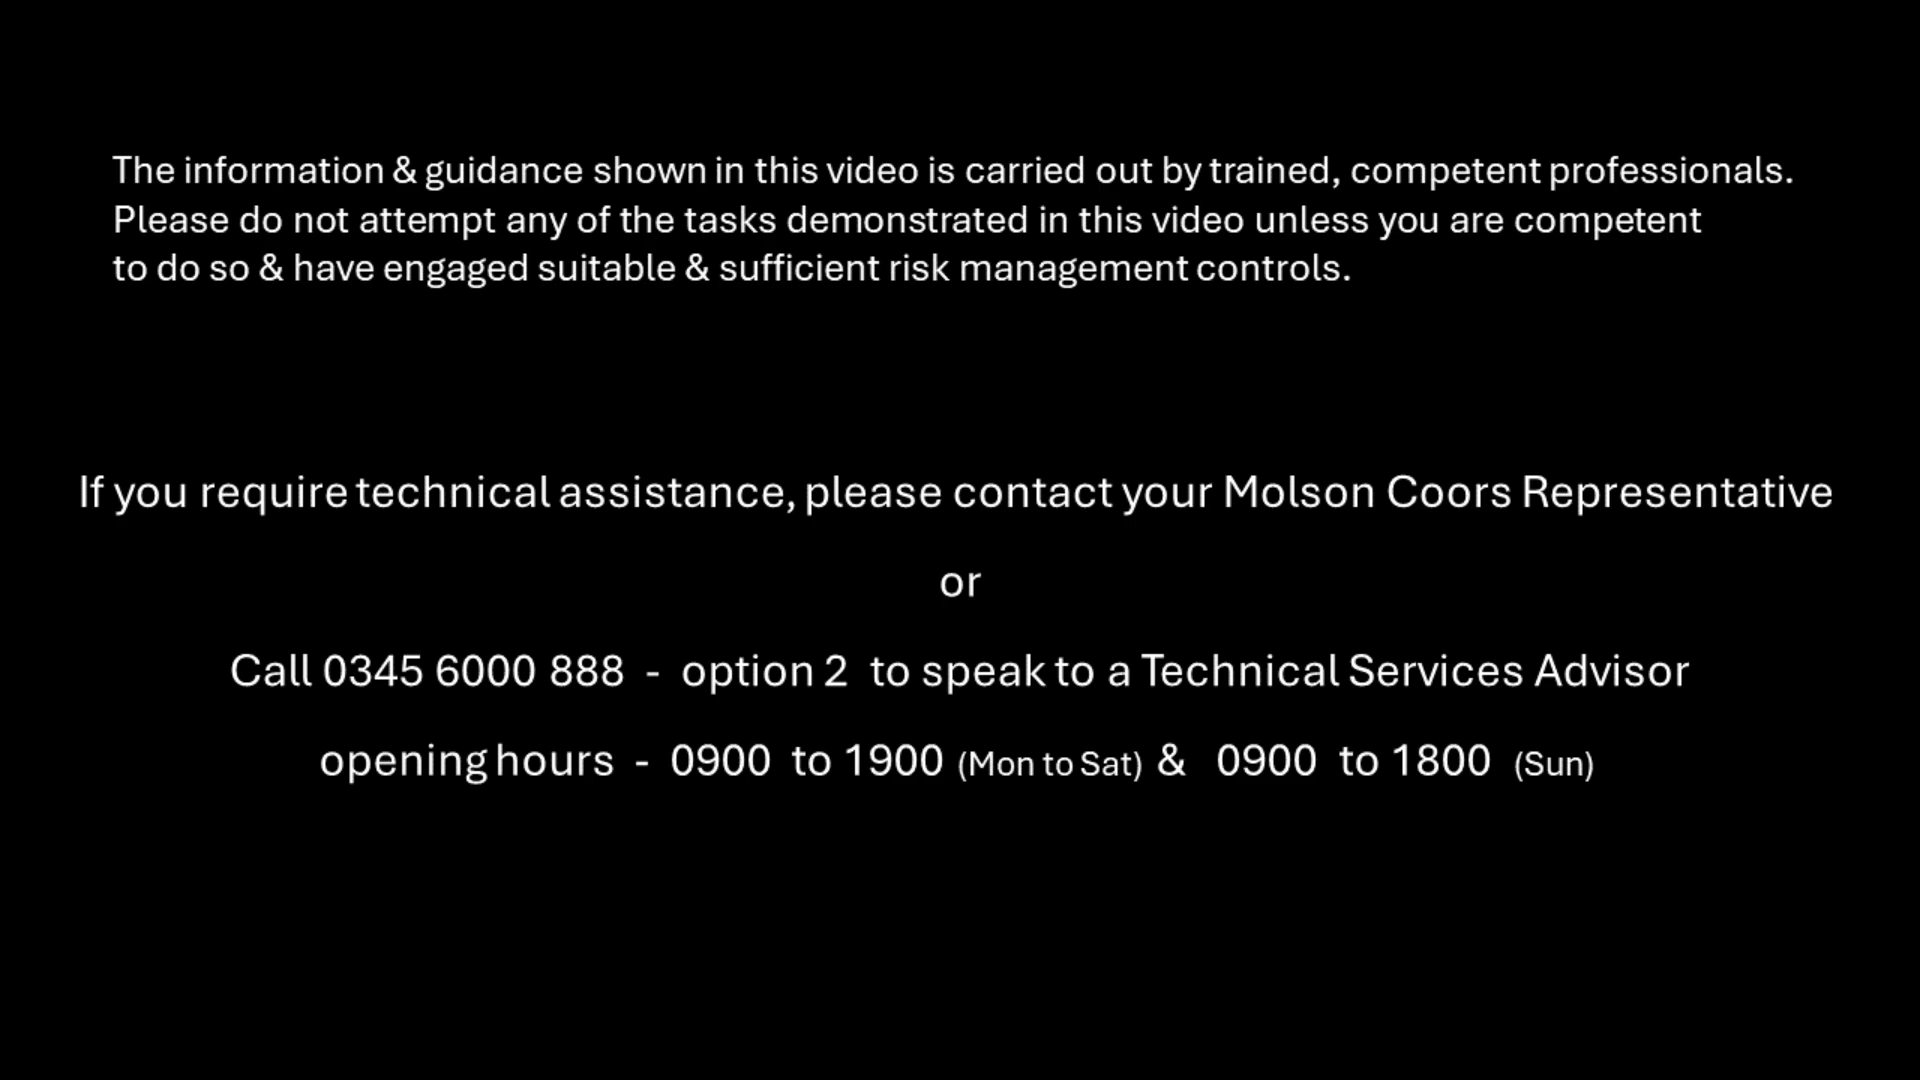 The information & guidance shown in this video is carried out by trained, competent professionals.
Please do not attempt any of the tasks demonstrated in this video unless you are competent
to do so & have engaged suitable & sufficient risk management controls.
If you require technical assistance, please contact your Molson Coors Representative
or
Call 0345 6000 888 - option 2 to speak to a Technical Services Advisor
opening hours - 0900 to 1900 (Mon to Sat) & 0900 to 1800 (Sun)